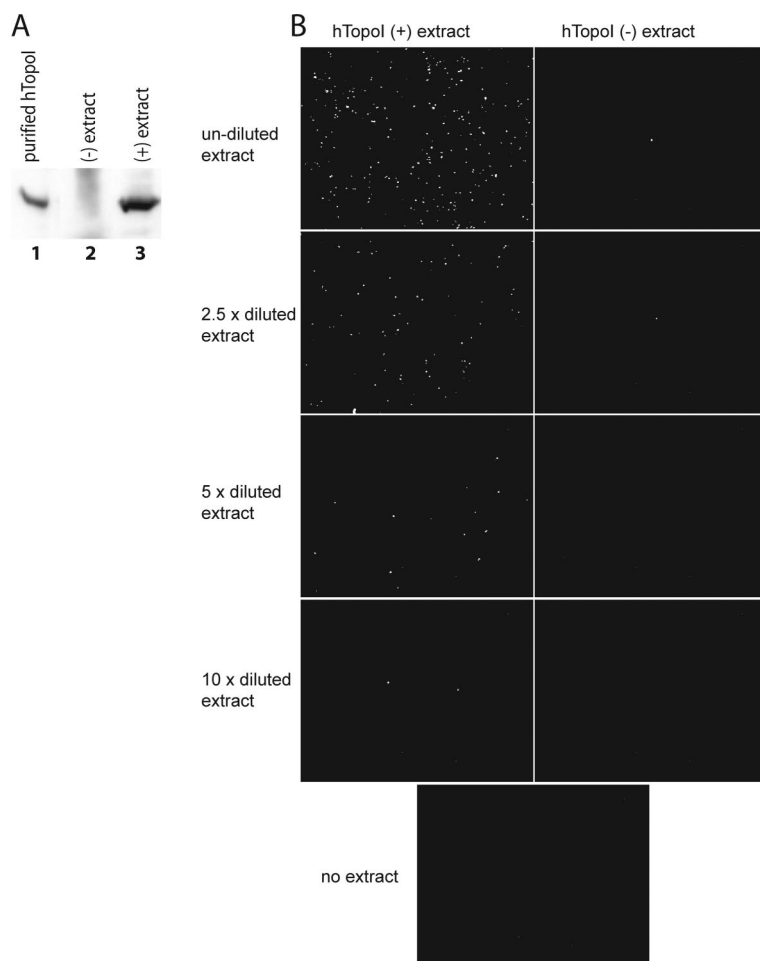 A
B
purified hTopoI
(-) extract
(+) extract
1 2 3
hTopoI (+) extract hTopoI (-) extract
un-diluted
extract
2.5 x diluted
extract
5 x diluted
extract
10 x diluted
extract
no extract